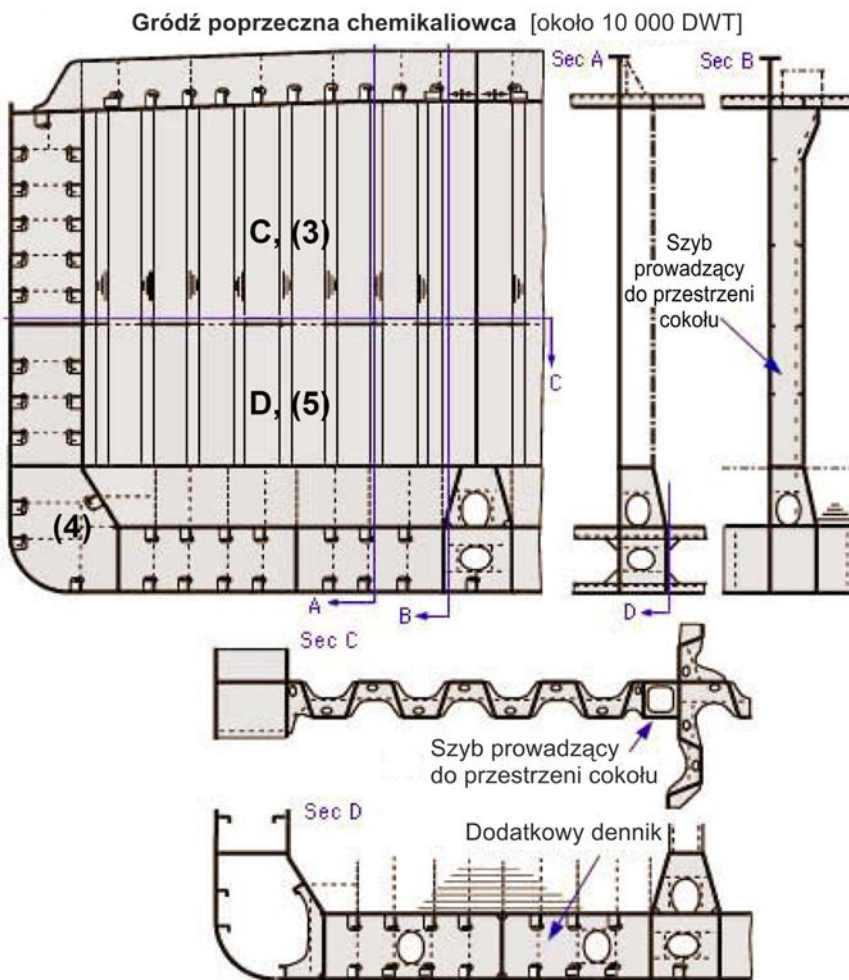 Gródź poprzeczna chemikaliowca [około 10 000 DWT]
Sec A
Sec B
C, (3)
Szyb
prowadzący
do przestrzeni
cokołu
C
D, (5)
(4)
A
B
D
Sec C
Szyb prowadzący
do przestrzeni cokołu
Sec D
Dodatkowy dennik